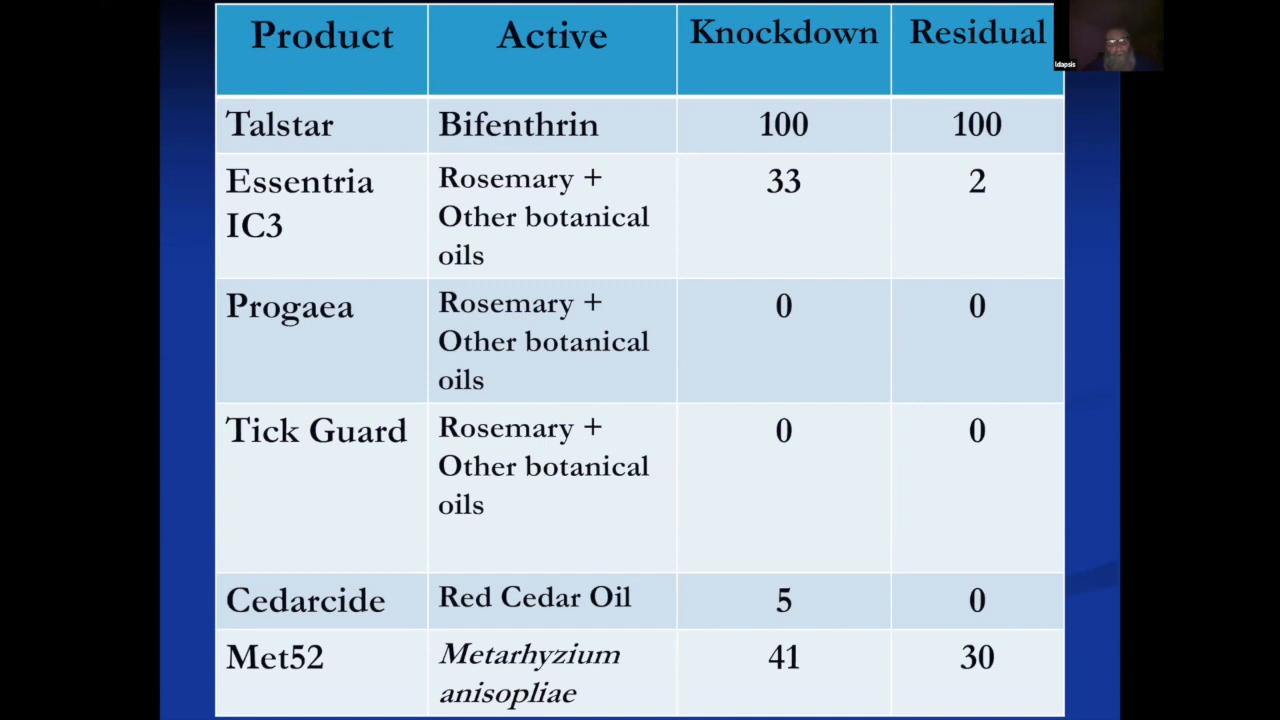 Product Active Knockdown Residual
ldapsis
Talstar Bifenthrin 100 100
Essentria Rosemary + 33 2
IC3 Other botanical
oils
Progaea Rosemary + 0 0
Other botanical
oils
Tick Guard Rosemary + 0 0
Other botanical
oils
Cedarcide Red Cedar Oil 5 0
Met52 Metarhyzium 41 30
anisopliae